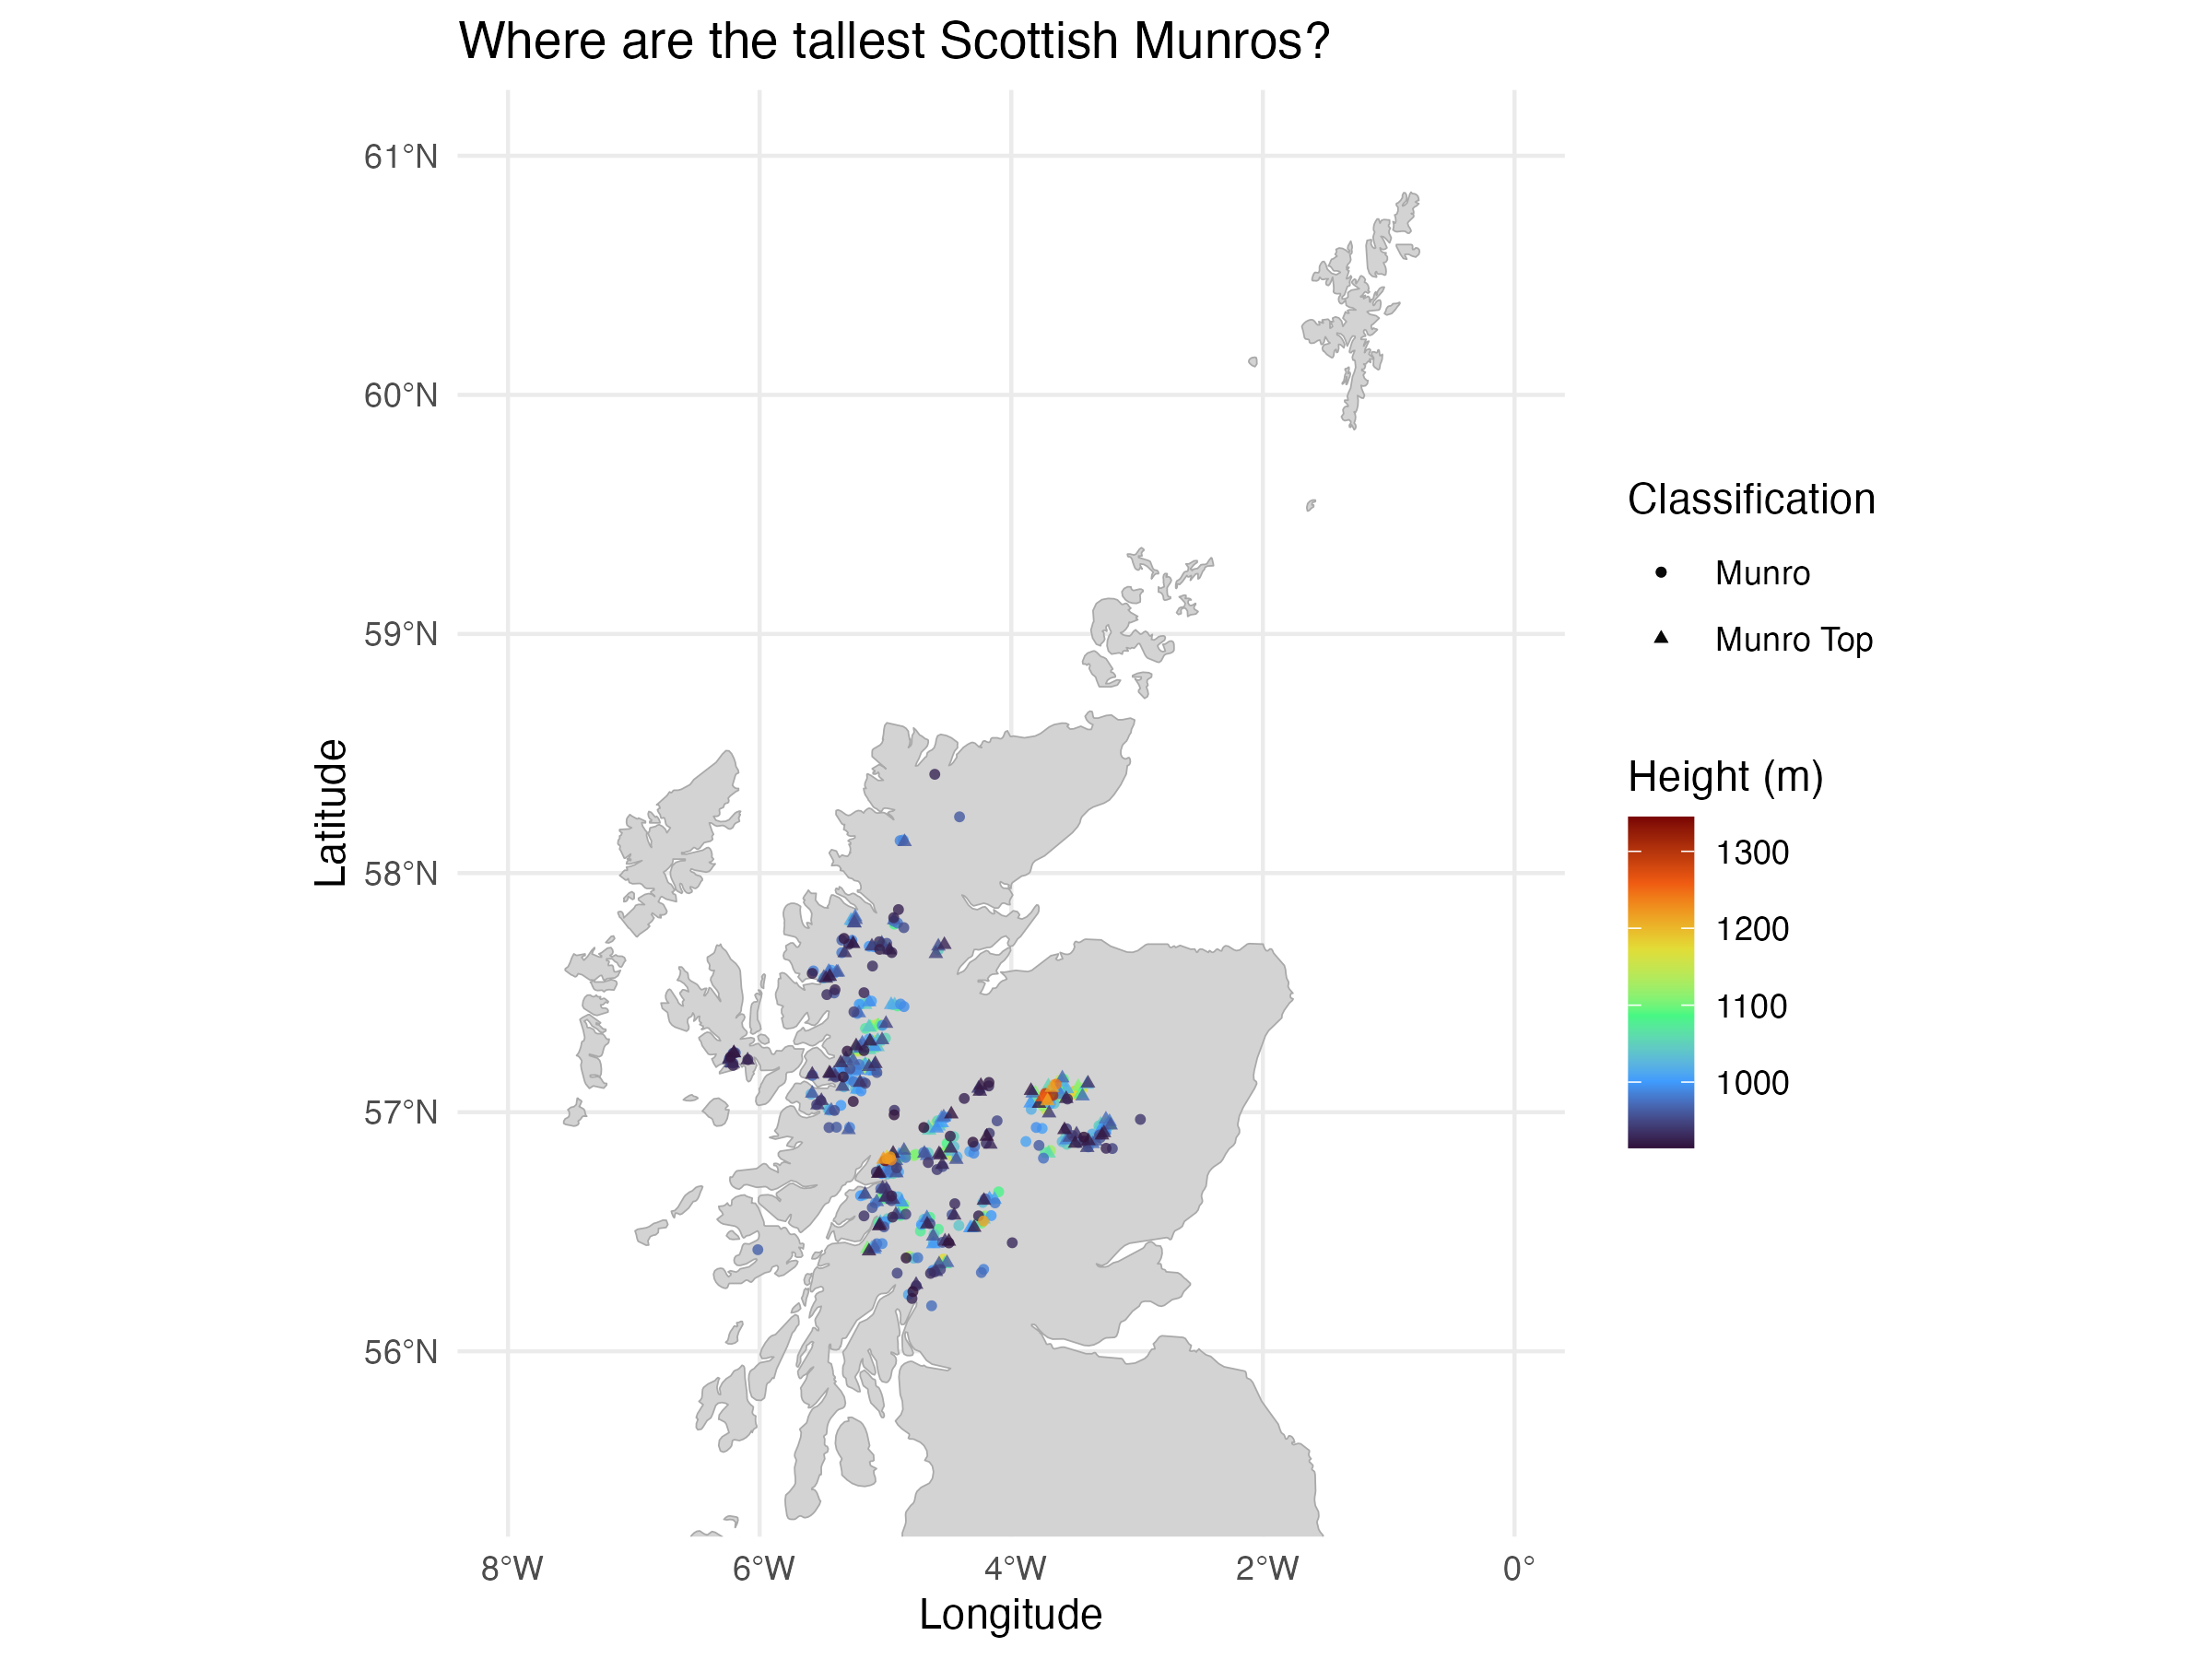 Where are the tallest Scottish Munros?
61°N
60°N
59°N
58°N
57°N
56°N
Latitude
8°W
6°W
4°W
2°W
0°
Longitude
Classification
Munro
Munro Top
Height (m)
1300
1200
1100
1000